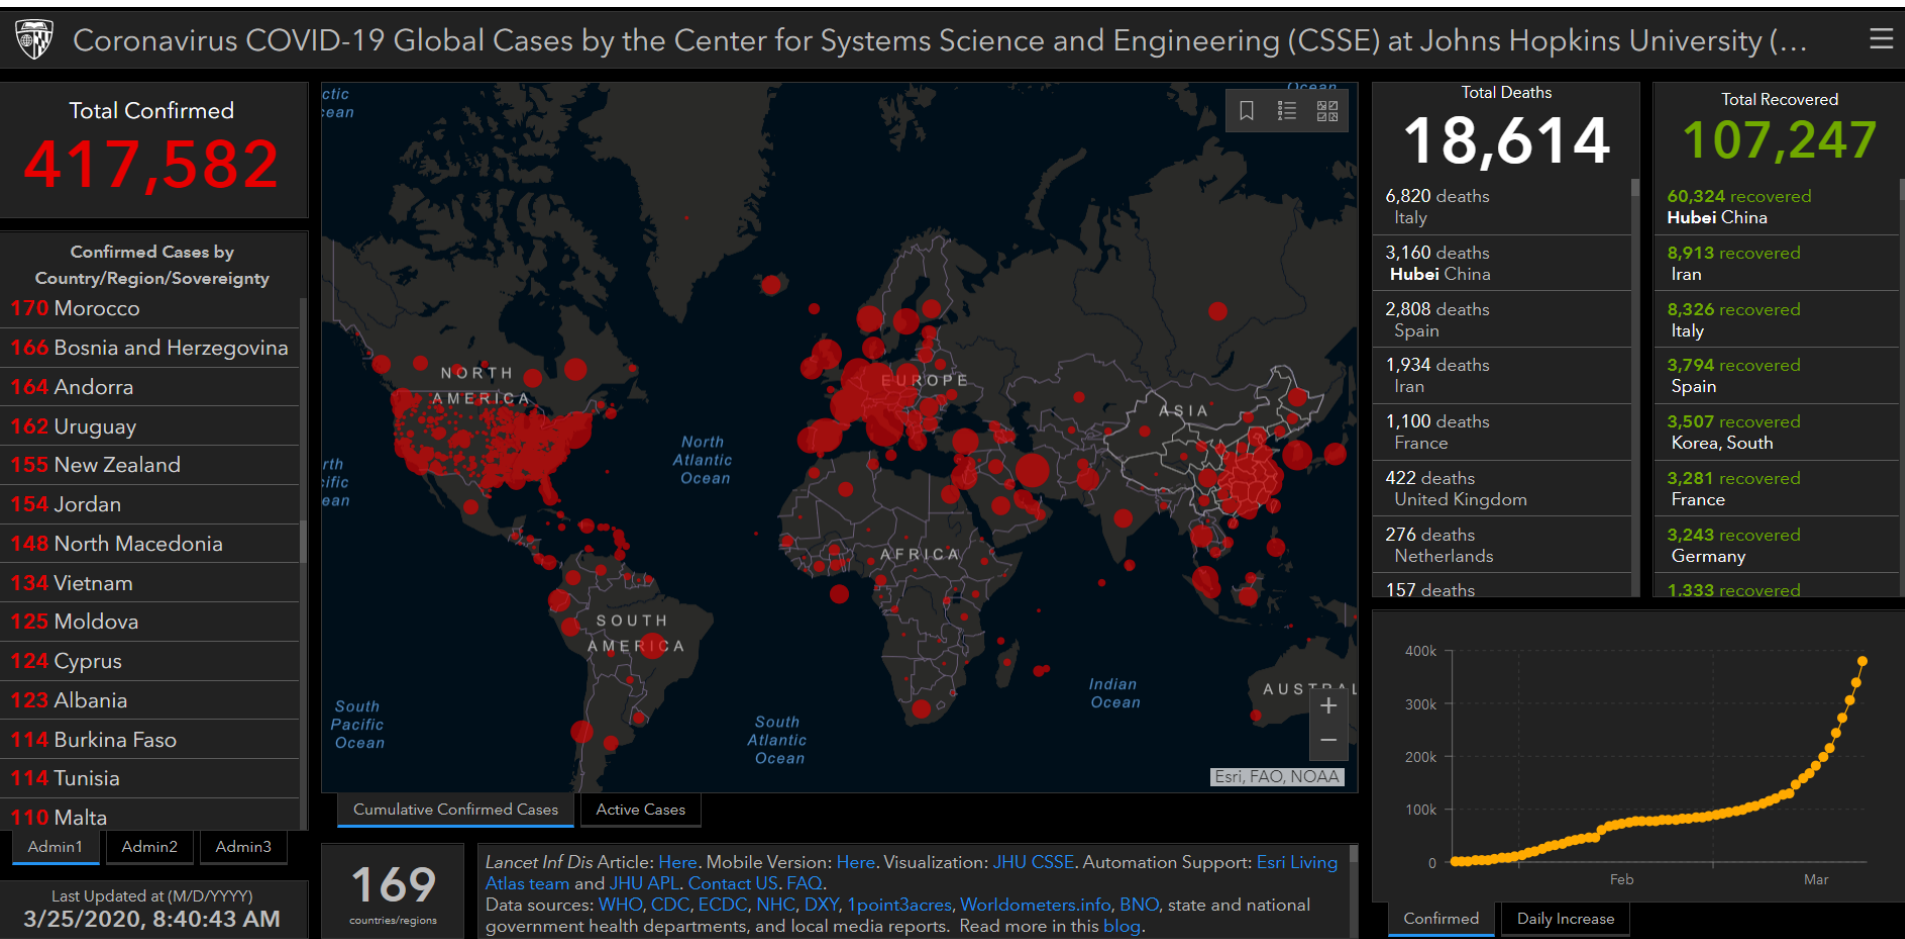 Coronavirus COVID-19 Global Cases by the Center for Systems Science and Engineering (CSSE) at Johns Hopkins University (...
Total Confirmed
417,582
Confirmed Cases by
Country/Region/Sovereignty
170 Morocco
166 Bosnia and Herzegovina
164 Andorra
162 Uruguay
155 New Zealand
154 Jordan
148 North Macedonia
134 Vietnam
125 Moldova
124 Cyprus
123 Albania
114 Burkina Faso
114 Tunisia
110 Malta
Admin1
Admin2
Admin3
Last Updated at (M/D/YYYY)
3/25/2020, 8:40:43 AM
ctic
ean
Ocean
NORTH
AMERICA
EUROPE
ASIA
North
Atlantic
Ocean
rth
ific
ean
AFRICA
SOUTH
AMERICA
Indian
Ocean
AUSTRAL
South
Pacific
Ocean
South
Atlantic
Ocean
+
−
Esri, FAO, NOAA
Cumulative Confirmed Cases
Active Cases
169
countries/regions
Lancet Inf Dis Article: Here. Mobile Version: Here. Visualization: JHU CSSE. Automation Support: Esri Living
Atlas team and JHU APL. Contact US. FAQ.
Data sources: WHO, CDC, ECDC, NHC, DXY, 1point3acres, Worldometers.info, BNO, state and national
government health departments, and local media reports. Read more in this blog.
Total Deaths
18,614
6,820 deaths
Italy
3,160 deaths
Hubei China
2,808 deaths
Spain
1,934 deaths
Iran
1,100 deaths
France
422 deaths
United Kingdom
276 deaths
Netherlands
157 deaths
Total Recovered
107,247
60,324 recovered
Hubei China
8,913 recovered
Iran
8,326 recovered
Italy
3,794 recovered
Spain
3,507 recovered
Korea, South
3,281 recovered
France
3,243 recovered
Germany
1,333 recovered
400k
300k
200k
100k
0
Feb
Mar
Confirmed
Daily Increase